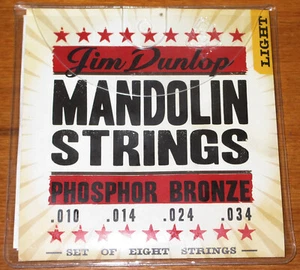 LIGHT
Jim Dunlop
MANDOLIN
STRINGS
PHOSPHOR BRONZE
.010 .014 .024 .034
SET OF EIGHT STRINGS